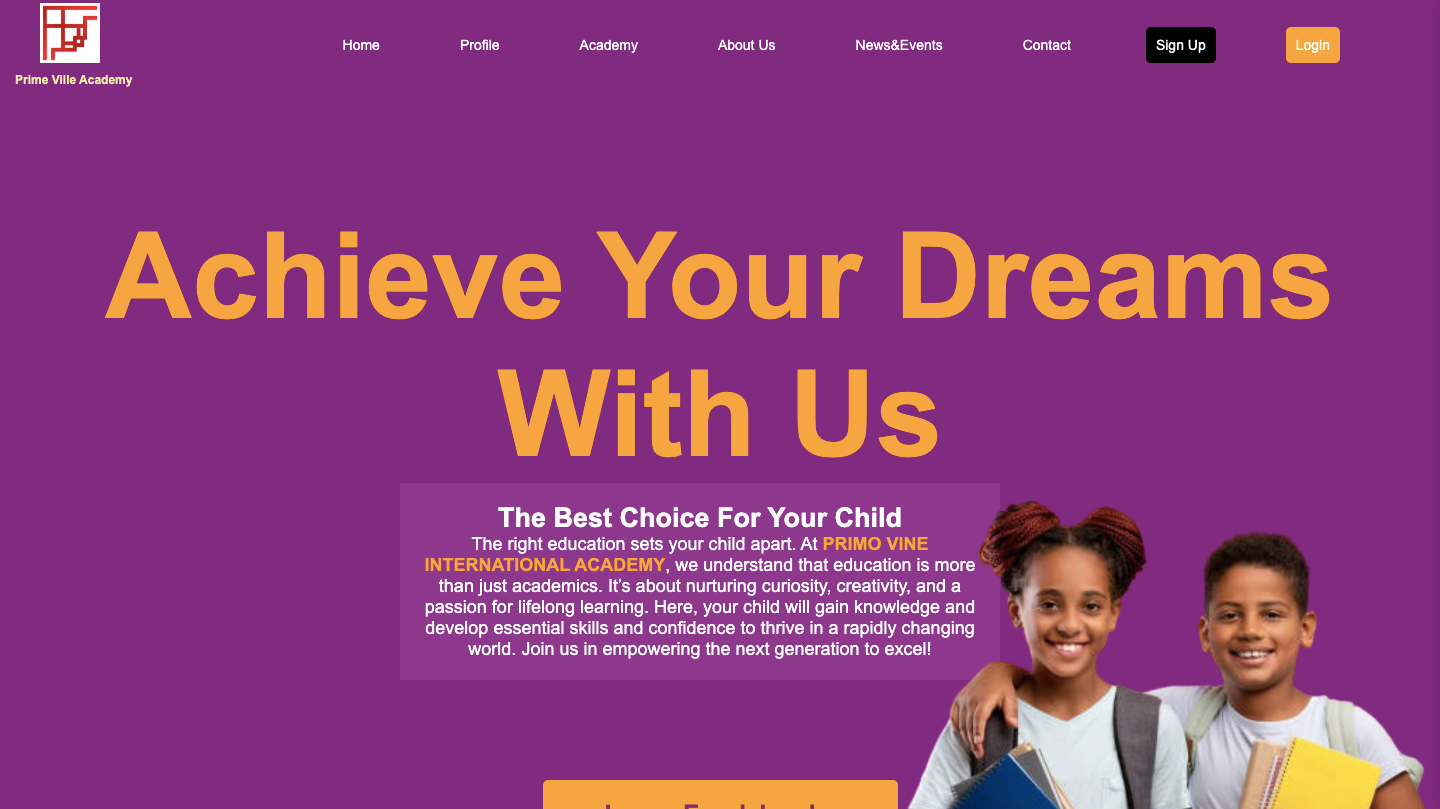 Home Profile Academy About Us News&Events Contact Sign Up Login
Prime Ville Academy
Achieve Your Dreams
With Us
The Best Choice For Your Child
The right education sets your child apart. At PRIMO VINE
INTERNATIONAL ACADEMY, we understand that education is more
than just academics. It’s about nurturing curiosity, creativity, and a
passion for lifelong learning. Here, your child will gain knowledge and
develop essential skills and confidence to thrive in a rapidly changing
world. Join us in empowering the next generation to excel!